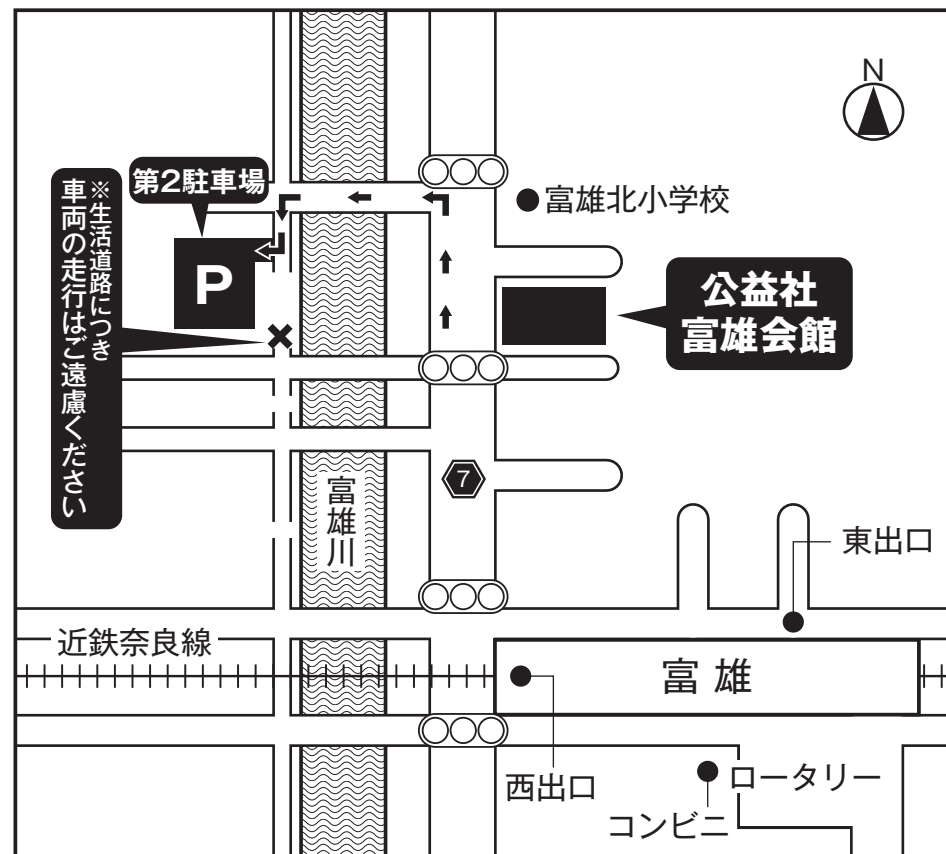 N
第2駐車場
富雄北小学校
※生活道路につき
車両の走行はご遠慮ください
P
公益社
富雄会館
7
富雄川
東出口
近鉄奈良線
富雄
西出口
ロータリー
コンビニ